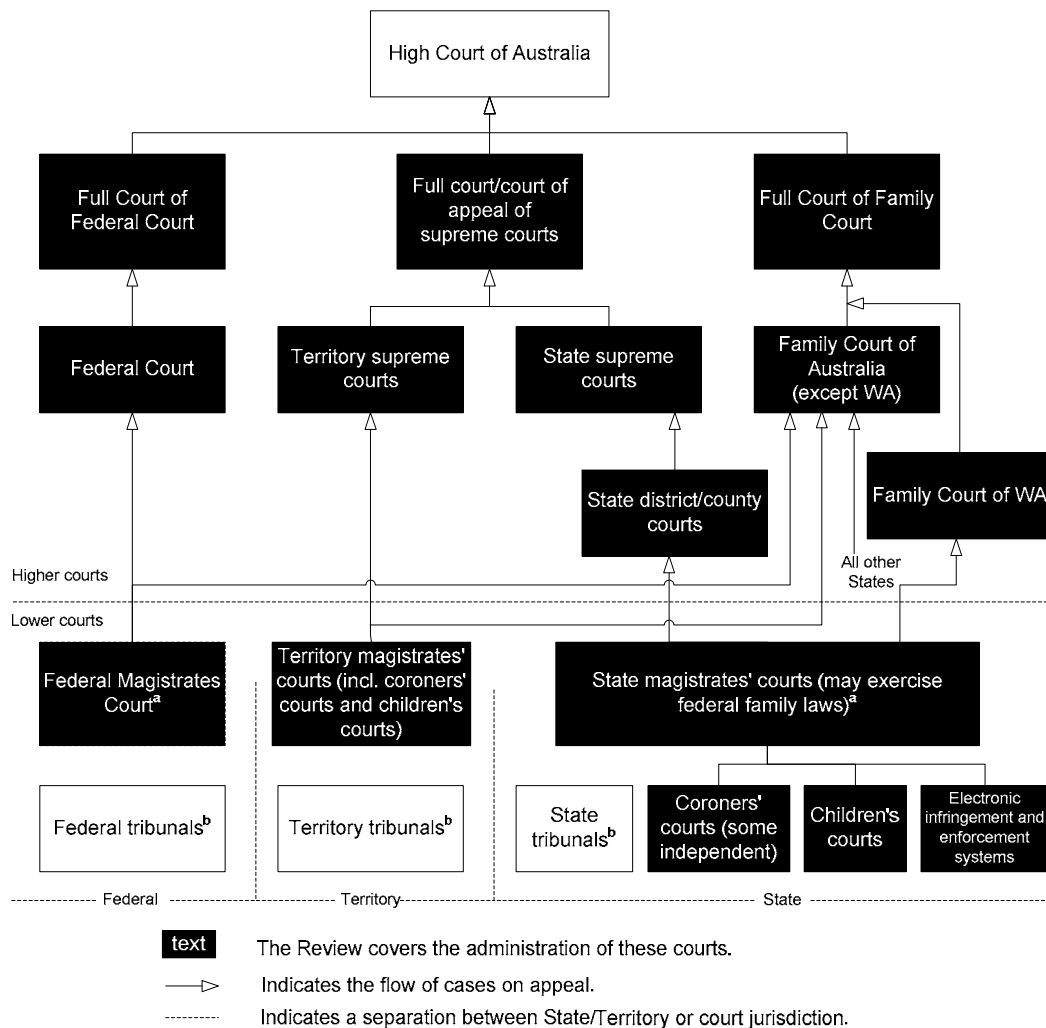 High Court of Australia
Full Court of
Federal Court
Full court/court of
appeal of
supreme courts
Full Court of Family
Court
Federal Court
Territory supreme
courts
State supreme
courts
Family Court of
Australia
(except WA)
State district/county
courts
Family Court of WA
Higher courts
All other
States
Lower courts
Federal Magistrates
Courtᵃ
Territory magistrates'
courts (incl. coroners'
courts and children's
courts)
State magistrates' courts (may exercise
federal family laws)ᵃ
Federal tribunalsᵇ
Territory tribunalsᵇ
State
tribunalsᵇ
Coroners'
courts (some
independent)
Children's
courts
Electronic
infringement and
enforcement
systems
Federal
Territory
State
text
The Review covers the administration of these courts.
Indicates the flow of cases on appeal.
Indicates a separation between State/Territory or court jurisdiction.